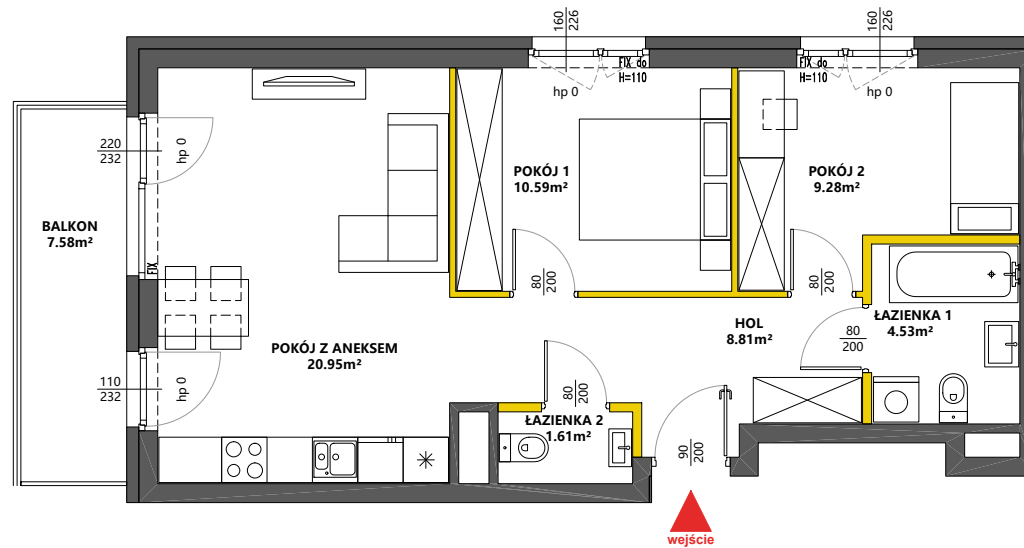 160
226
160
226
FIX do
H=110
hp 0
FIX do
H=110
hp 0
220
232
hp 0
POKÓJ 1
10.59m²
POKÓJ 2
9.28m²
BALKON
7.58m²
FIX
80
200
80
200
HOL
8.81m²
ŁAZIENKA 1
4.53m²
80
200
POKÓJ Z ANEKSEM
20.95m²
110
232
hp 0
80
200
ŁAZIENKA 2
1.61m²
90
200
wejście